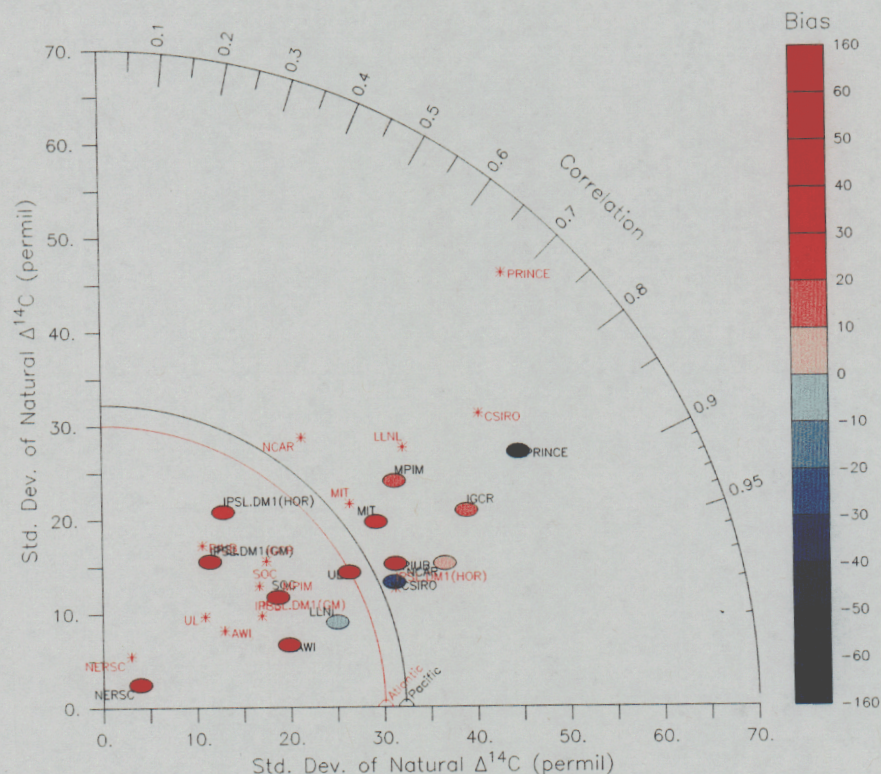 Bias
160
60
50
40
30
20
10
0
−10
−20
−30
−40
−50
−60
−160
Correlation
0.1
0.2
0.3
0.4
0.5
0.6
0.7
0.8
0.9
0.95
Std. Dev. of Natural Δ¹⁴C (permil)
70.
60.
50.
40.
30.
20.
10.
0.
PRINCE
CSIRO
NCAR
LLNL
PRINCE
MPIM
MIT
IGCR
IPSL.DM1(HOR)
MIT
IPSL.DM1(GM)
PIUB
NCAR
.DM1(HOR)
UL
CSIRO
SOC
SOC
MPIM
.DM1(GM)
LLNL
UL
AWI
AWI
NERSC
NERSC
Atlantic
Pacific
0.
10.
20.
30.
40.
50.
60.
70.
Std. Dev. of Natural Δ¹⁴C (permil)